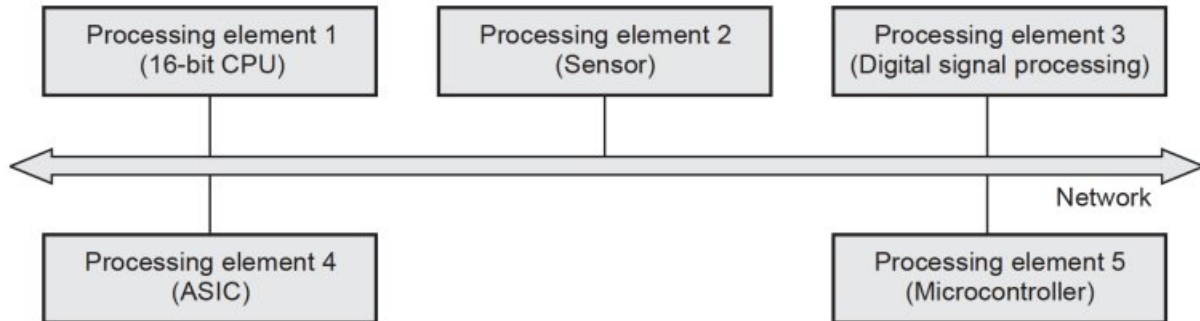 Processing element 1
(16-bit CPU)
Processing element 2
(Sensor)
Processing element 3
(Digital signal processing)
Network
Processing element 4
(ASIC)
Processing element 5
(Microcontroller)